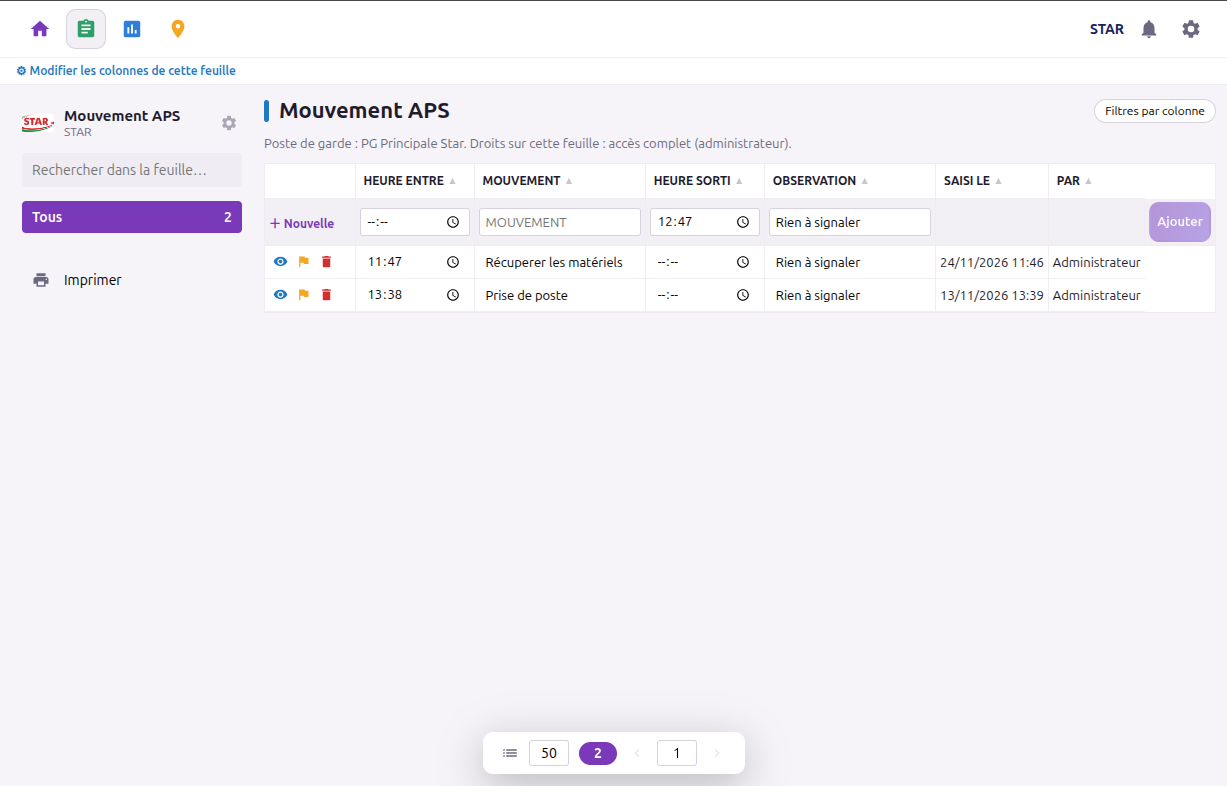 STAR
Modifier les colonnes de cette feuille
STAR
Mouvement APS
STAR
Rechercher dans la feuille...
Tous 2
Imprimer
Mouvement APS
Filtres par colonne
Poste de garde : PG Principale Star. Droits sur cette feuille : accès complet (administrateur).
HEURE ENTRE ▲ MOUVEMENT ▲ HEURE SORTI ▲ OBSERVATION ▲ SAISI LE ▲ PAR ▲
+ Nouvelle --:-- MOUVEMENT 12:47 Rien à signaler Ajouter
11:47 Récuperer les matériels --:-- Rien à signaler 24/11/2026 11:46 Administrateur
13:38 Prise de poste --:-- Rien à signaler 13/11/2026 13:39 Administrateur
50 2 ‹ 1 ›